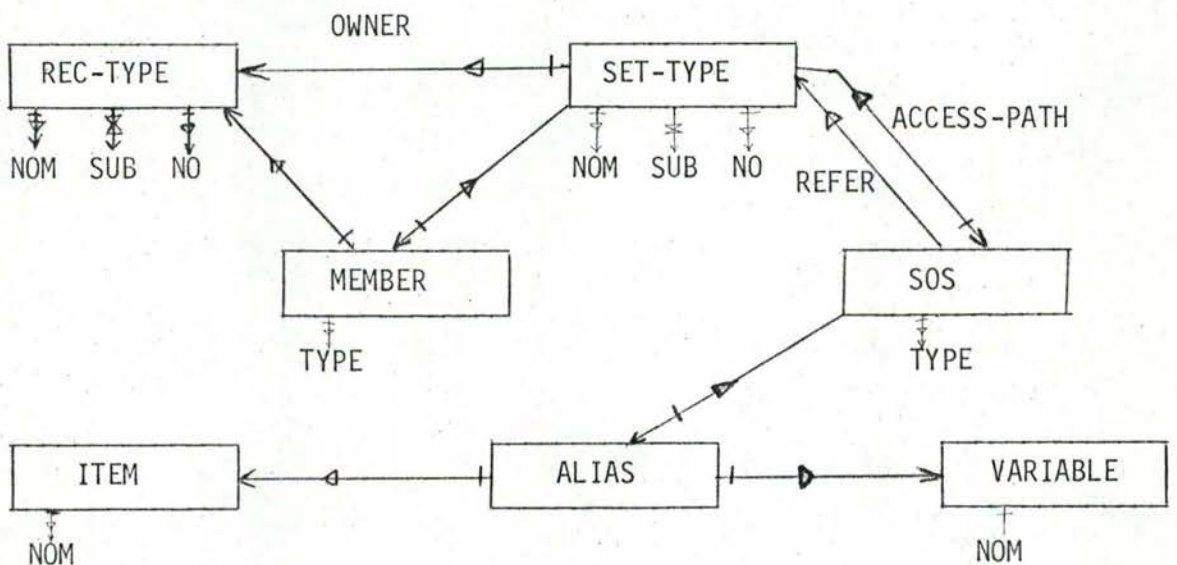 OWNER
REC-TYPE SET-TYPE
ACCESS-PATH
NOM SUB NO NOM SUB NO
REFER
MEMBER SOS
TYPE TYPE
ITEM ALIAS VARIABLE
NOM NOM